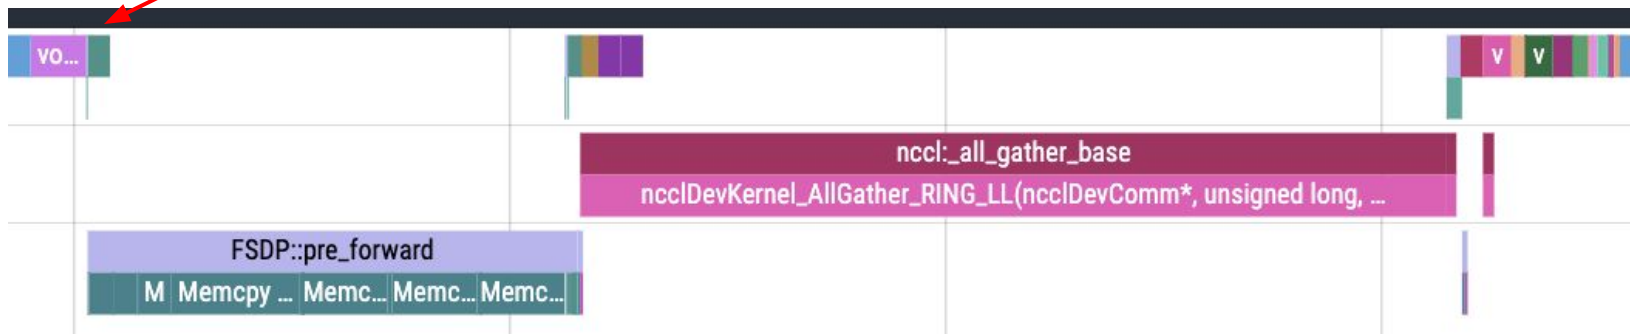 vo...
v v
nccl:_all_gather_base
ncclDevKernel_AllGather_RING_LL(ncclDevComm*, unsigned long, ...
FSDP::pre_forward
M Memcpy ... Memc... Memc... Memc...